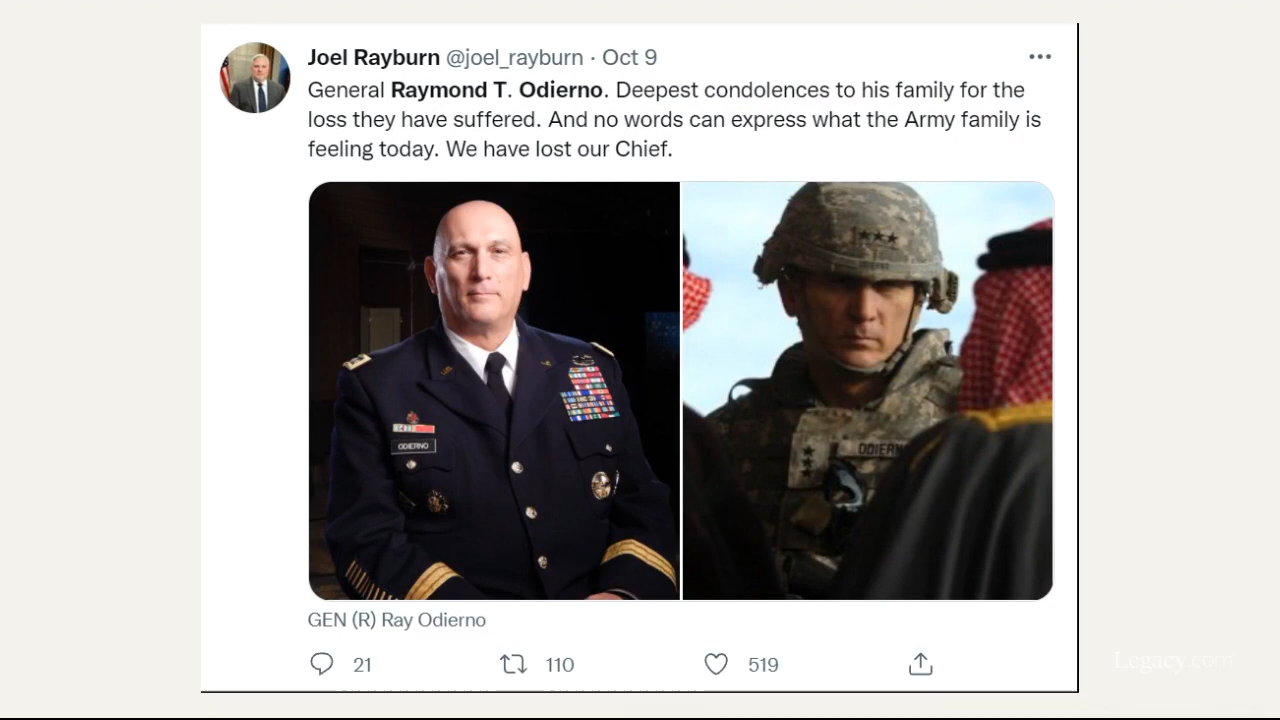 Joel Rayburn @joel_rayburn · Oct 9
General Raymond T. Odierno. Deepest condolences to his family for the
loss they have suffered. And no words can express what the Army family is
feeling today. We have lost our Chief.
ODIERNO
ODIERN
GEN (R) Ray Odierno
21 110 519
Legacy.com